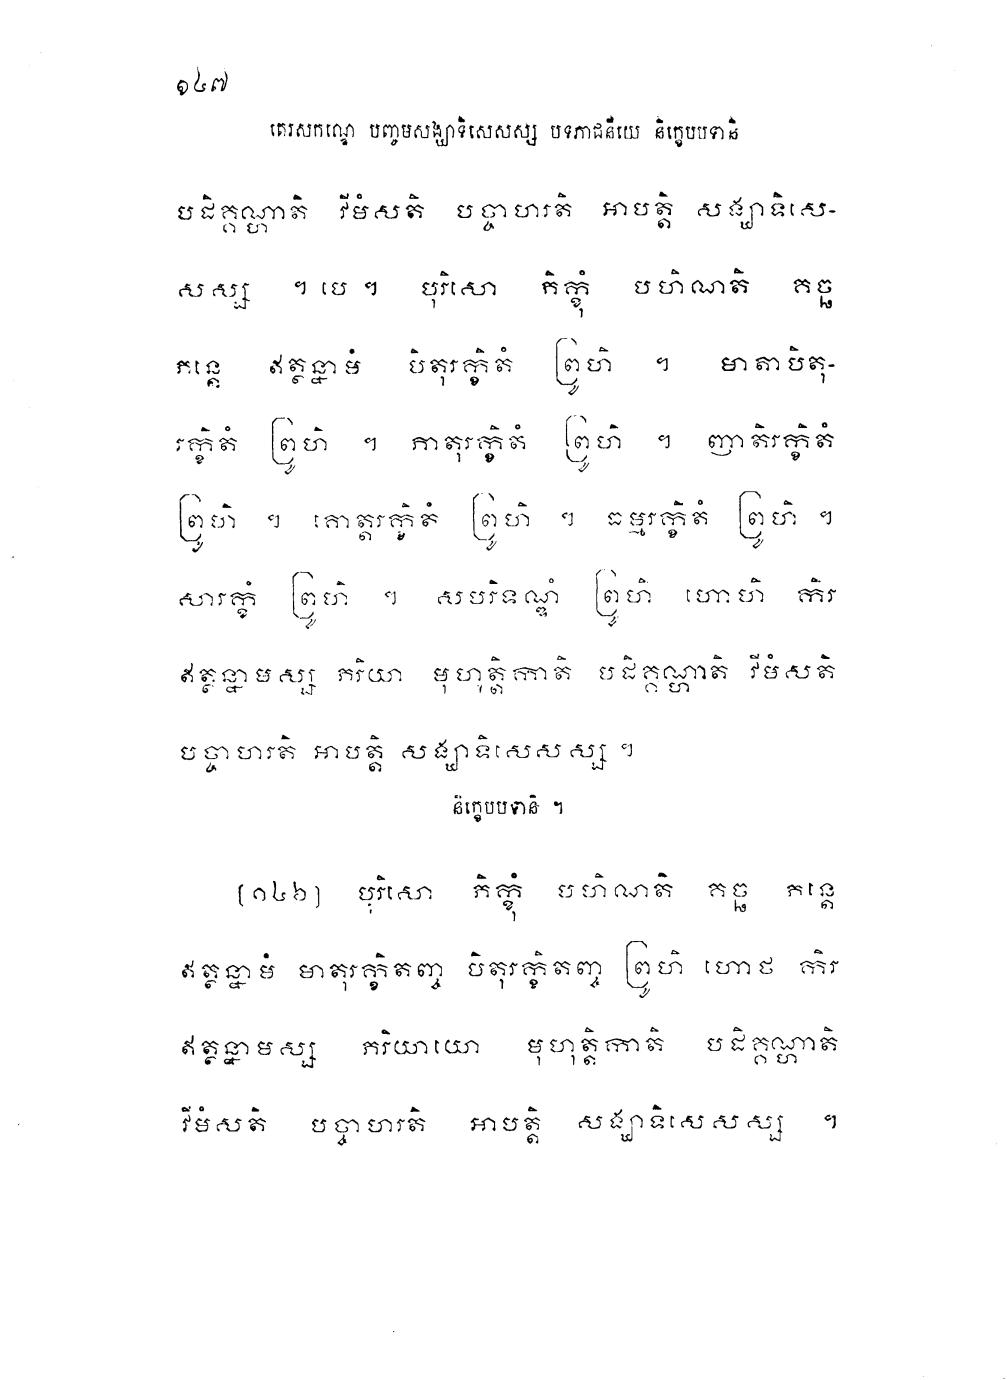 ១៤៧
តេរសកណ្ឌេ បញ្ចមសង្ឃាទិសេសស្ស បទភាជនីយេ និក្ខេបបទានិ
បដិគ្គណ្ហាតិ វីមំសតិ បច្ចាហរតិ អាបត្តិ សង្ឃាទិសេ-
សស្ស ។ បេ ។ បុរិសោ ភិក្ខុំ បហិណតិ គច្ឆ
ភន្តេ ឥត្ថន្នាមំ បិតុរក្ខិតំ ព្រូហិ ។ មាតាបិតុ-
រក្ខិតំ ព្រូហិ ។ ភាតុរក្ខិតំ ព្រូហិ ។ ញាតិរក្ខិតំ
ព្រូហិ ។ គោត្តរក្ខិតំ ព្រូហិ ។ ធម្មរក្ខិតំ ព្រូហិ ។
សារក្ខំ ព្រូហិ ។ សបរិទណ្ឌំ ព្រូហិ ហោហិ កិរ
ឥត្ថន្នាមស្ស ភរិយា មុហុត្តិកាតិ បដិគ្គណ្ហាតិ វីមំសតិ
បច្ចាហរតិ អាបត្តិ សង្ឃាទិសេសស្ស ។
និក្ខេបបទានិ ។
[១៤៦] បុរិសោ ភិក្ខុំ បហិណតិ គច្ឆ ភន្តេ
ឥត្ថន្នាមំ មាតុរក្ខិតញ្ច បិតុរក្ខិតញ្ច ព្រូហិ ហោថ កិរ
ឥត្ថន្នាមស្ស ភរិយាយោ មុហុត្តិកាតិ បដិគ្គណ្ហាតិ
វីមំសតិ បច្ចាហរតិ អាបត្តិ សង្ឃាទិសេសស្ស ។